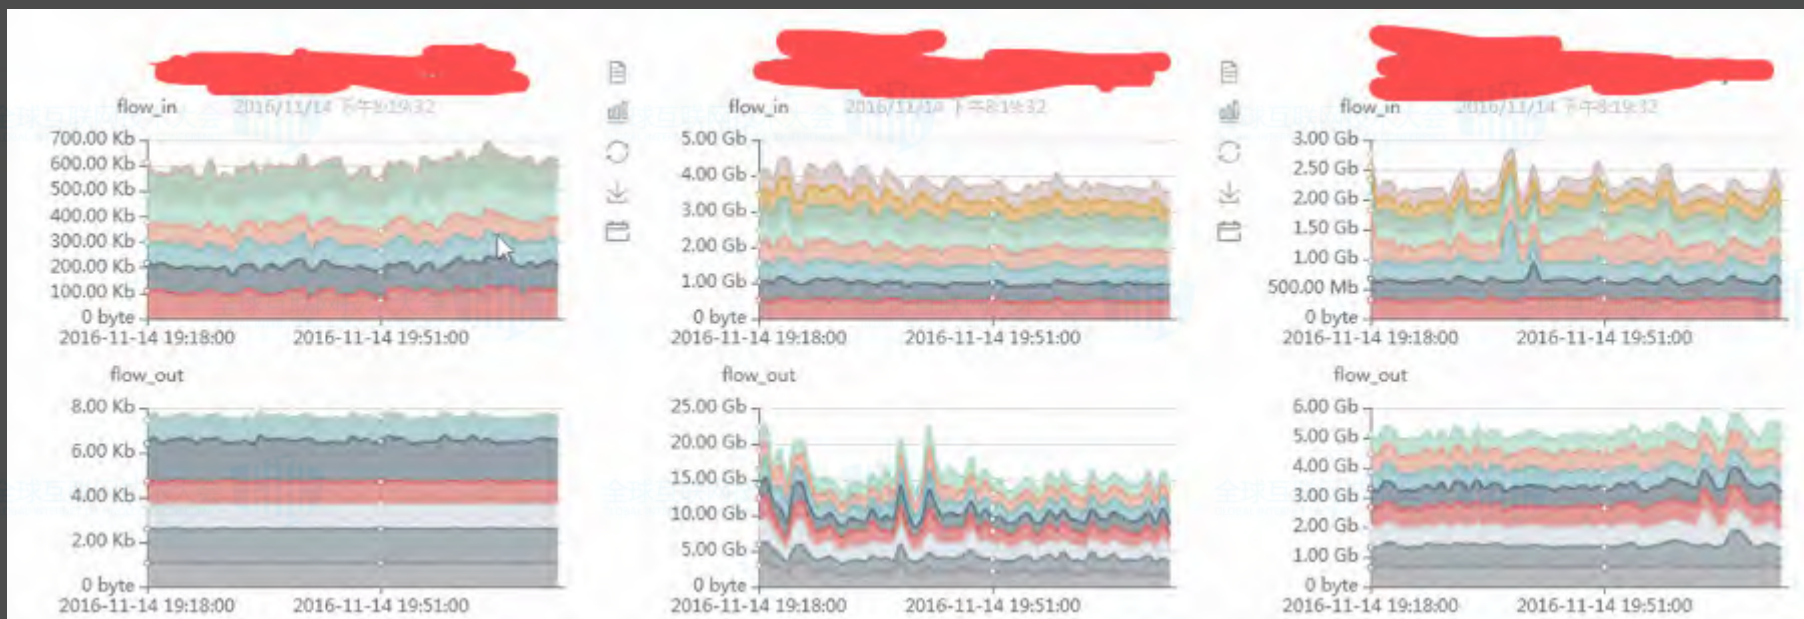 flow_in 2016/11/14 下午8:19:32
700.00 Kb
600.00 Kb
500.00 Kb
400.00 Kb
300.00 Kb
200.00 Kb
100.00 Kb
0 byte
2016-11-14 19:18:00 2016-11-14 19:51:00
flow_out
8.00 Kb
6.00 Kb
4.00 Kb
2.00 Kb
0 byte
2016-11-14 19:18:00 2016-11-14 19:51:00
flow_in 2016/11/14 下午8:19:32
5.00 Gb
4.00 Gb
3.00 Gb
2.00 Gb
1.00 Gb
0 byte
2016-11-14 19:18:00 2016-11-14 19:51:00
flow_out
25.00 Gb
20.00 Gb
15.00 Gb
10.00 Gb
5.00 Gb
0 byte
2016-11-14 19:18:00 2016-11-14 19:51:00
flow_in 2016/11/14 下午8:19:32
3.00 Gb
2.50 Gb
2.00 Gb
1.50 Gb
1.00 Gb
500.00 Mb
0 byte
2016-11-14 19:18:00 2016-11-14 19:51:00
flow_out
6.00 Gb
5.00 Gb
4.00 Gb
3.00 Gb
2.00 Gb
1.00 Gb
0 byte
2016-11-14 19:18:00 2016-11-14 19:51:00